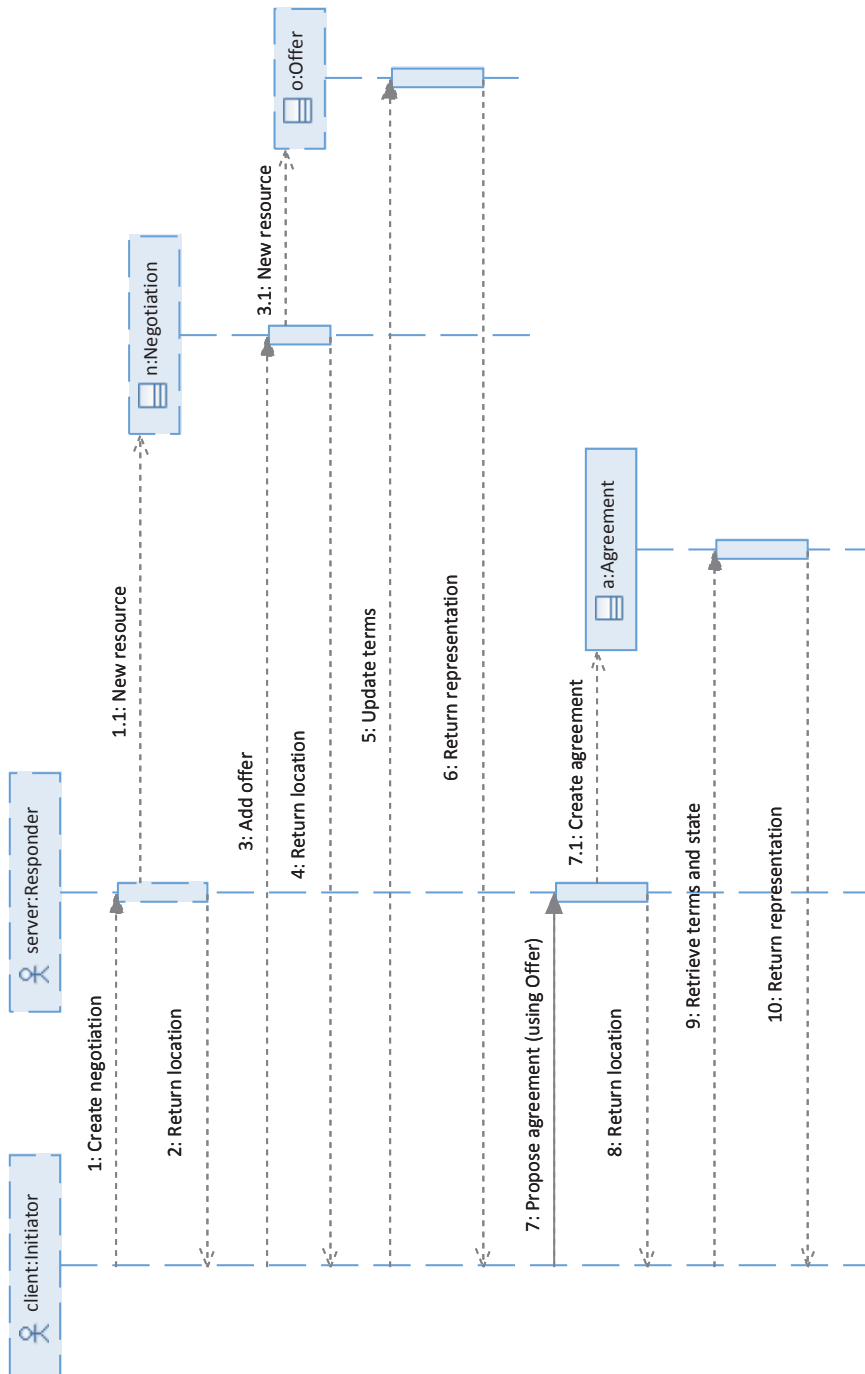 client:Initiator
server:Responder
n:Negotiation
o:Offer
1: Create negotiation
1.1: New resource
2: Return location
3: Add offer
3.1: New resource
4: Return location
5: Update terms
6: Return representation
7: Propose agreement (using Offer)
7.1: Create agreement
a:Agreement
8: Return location
9: Retrieve terms and state
10: Return representation